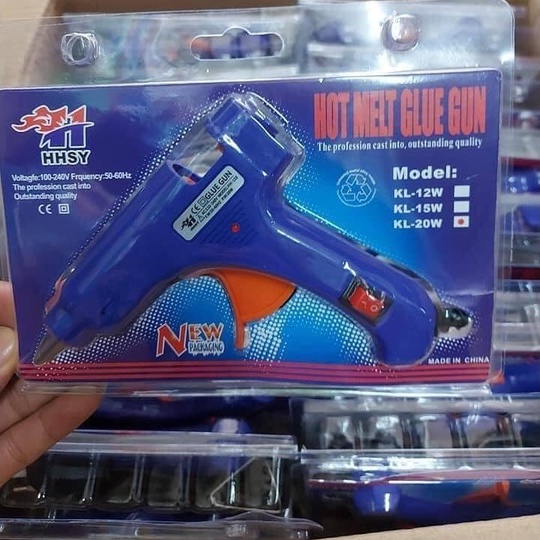 HHSY
Voltagfe:100-240V Frquency:50-60Hz
The profession cast into
Outstanding quality
CE
HOT MELT GLUE GUN
The profession cast into, outstanding quality
Model:
KL-12W
KL-15W
KL-20W
CE GLUE GUN
NEW
PACKAGING
MADE IN CHINA